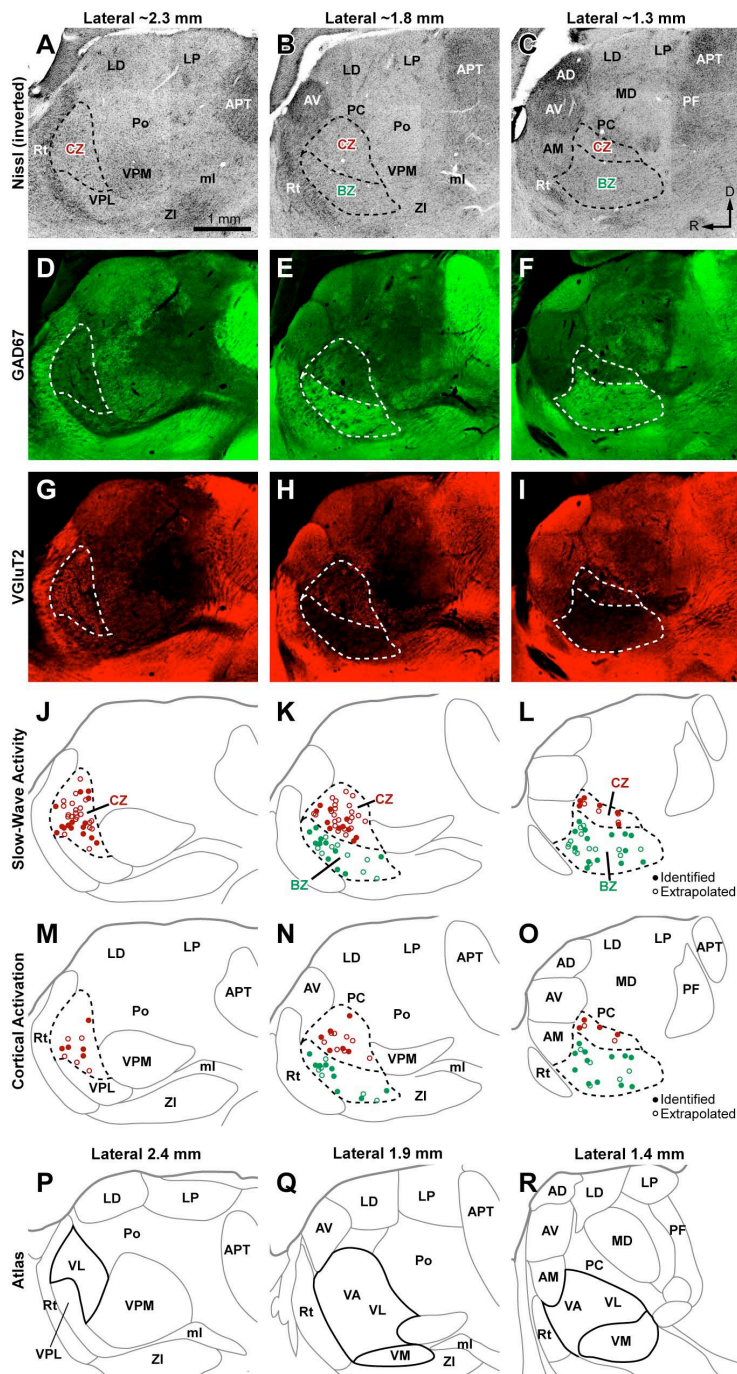 Lateral ~2.3 mm Lateral ~1.8 mm Lateral ~1.3 mm
Nissl (inverted)
A LD LP APT Po Rt CZ VPM ml VPL ZI 1 mm
B LD LP APT AV PC Po CZ VPM Rt BZ ml ZI
C AD LD LP APT MD AV PF PC AM CZ Rt BZ D R
GAD67
D E F
VGluT2
G H I
Slow-Wave Activity
J CZ
K CZ BZ
L CZ BZ
Identified
Extrapolated
Cortical Activation
M LD LP APT Po Rt VPM ml VPL ZI
N LD LP APT AV PC Po VPM ml Rt ZI
O LD LP APT AD MD AV PF PC AM Rt
Identified
Extrapolated
Lateral 2.4 mm Lateral 1.9 mm Lateral 1.4 mm
Atlas
P LD LP Po APT VL Rt VPM ml VPL ZI
Q LD LP AV APT Po VA VL Rt ml VM ZI
R AD LD LP AV MD PF PC AM VA VL Rt VM